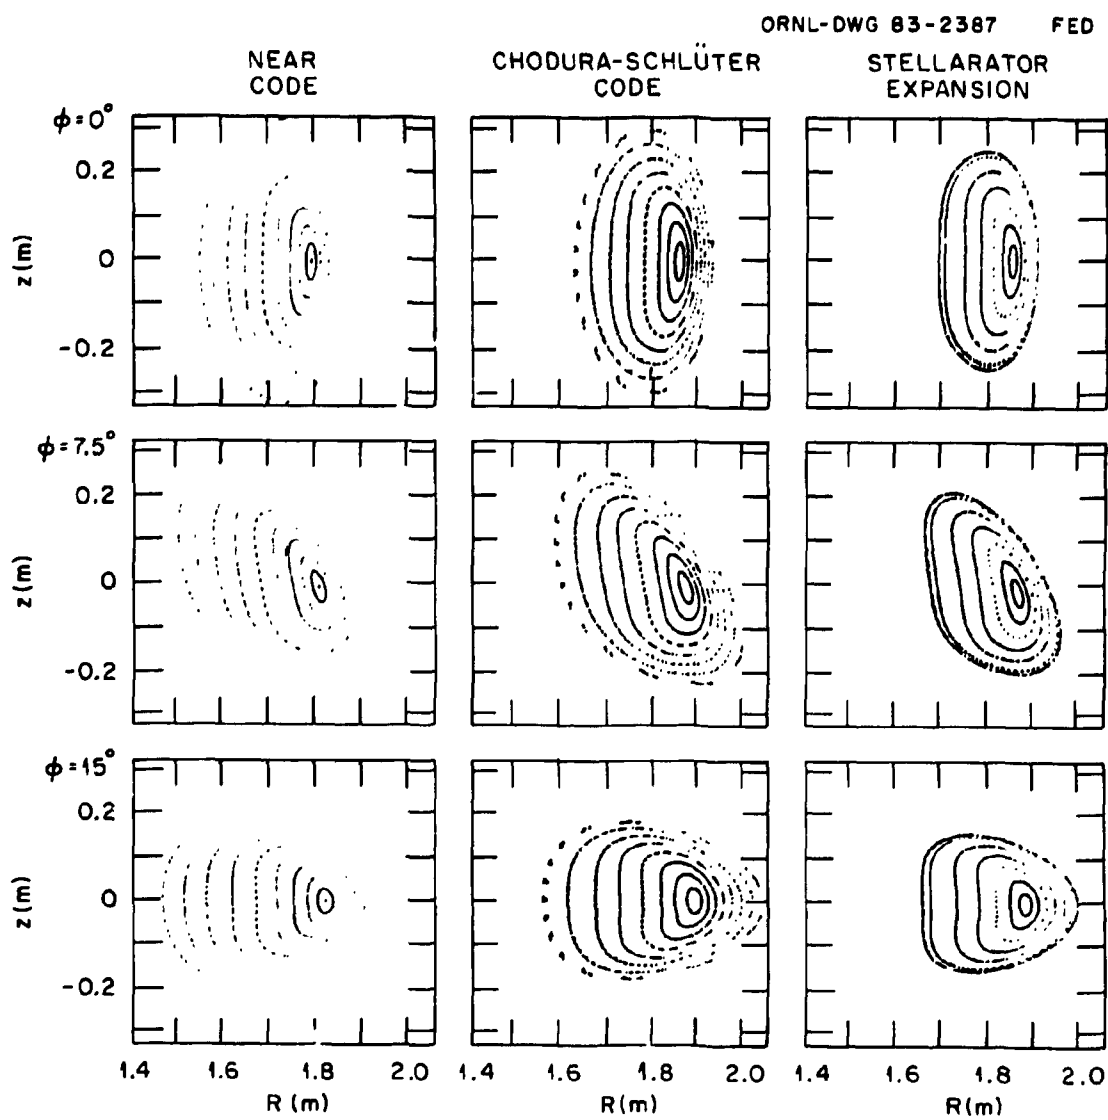 ORNL-DWG 83-2387 FED
NEAR CODE
CHODURA-SCHLÜTER CODE
STELLARATOR EXPANSION
ϕ=0°
0.2
0
-0.2
z(m)
ϕ=7.5°
0.2
0
-0.2
z(m)
ϕ=15°
0.2
0
-0.2
z(m)
1.4 1.6 1.8 2.0
1.4 1.6 1.8 2.0
1.4 1.6 1.8 2.0
R(m)
R(m)
R(m)